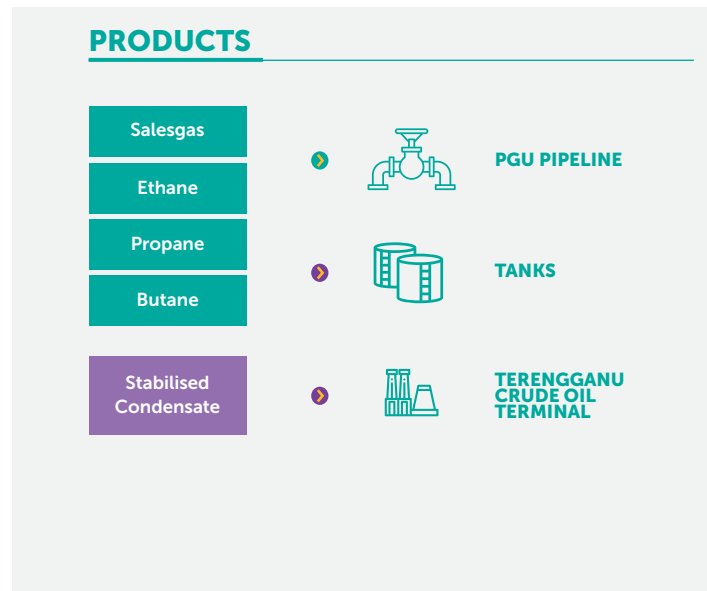 PRODUCTS
Salesgas
Ethane
Propane
Butane
Stabilised
Condensate
PGU PIPELINE
TANKS
TERENGGANU
CRUDE OIL
TERMINAL